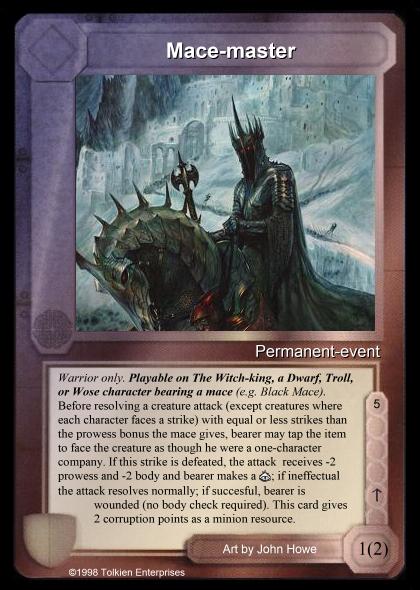 Mace-master
Permanent-event
Warrior only. Playable on The Witch-king, a Dwarf, Troll,
or Wose character bearing a mace (e.g. Black Mace).
Before resolving a creature attack (except creatures where
each character faces a strike) with equal or less strikes than
the prowess bonus the mace gives, bearer may tap the item
to face the creature as though he were a one-character
company. If this strike is defeated, the attack receives -2
prowess and -2 body and bearer makes a ; if ineffectual
the attack resolves normally; if succesful, bearer is
wounded (no body check required). This card gives
2 corruption points as a minion resource.
5
Art by John Howe
1(2)
©1998 Tolkien Enterprises